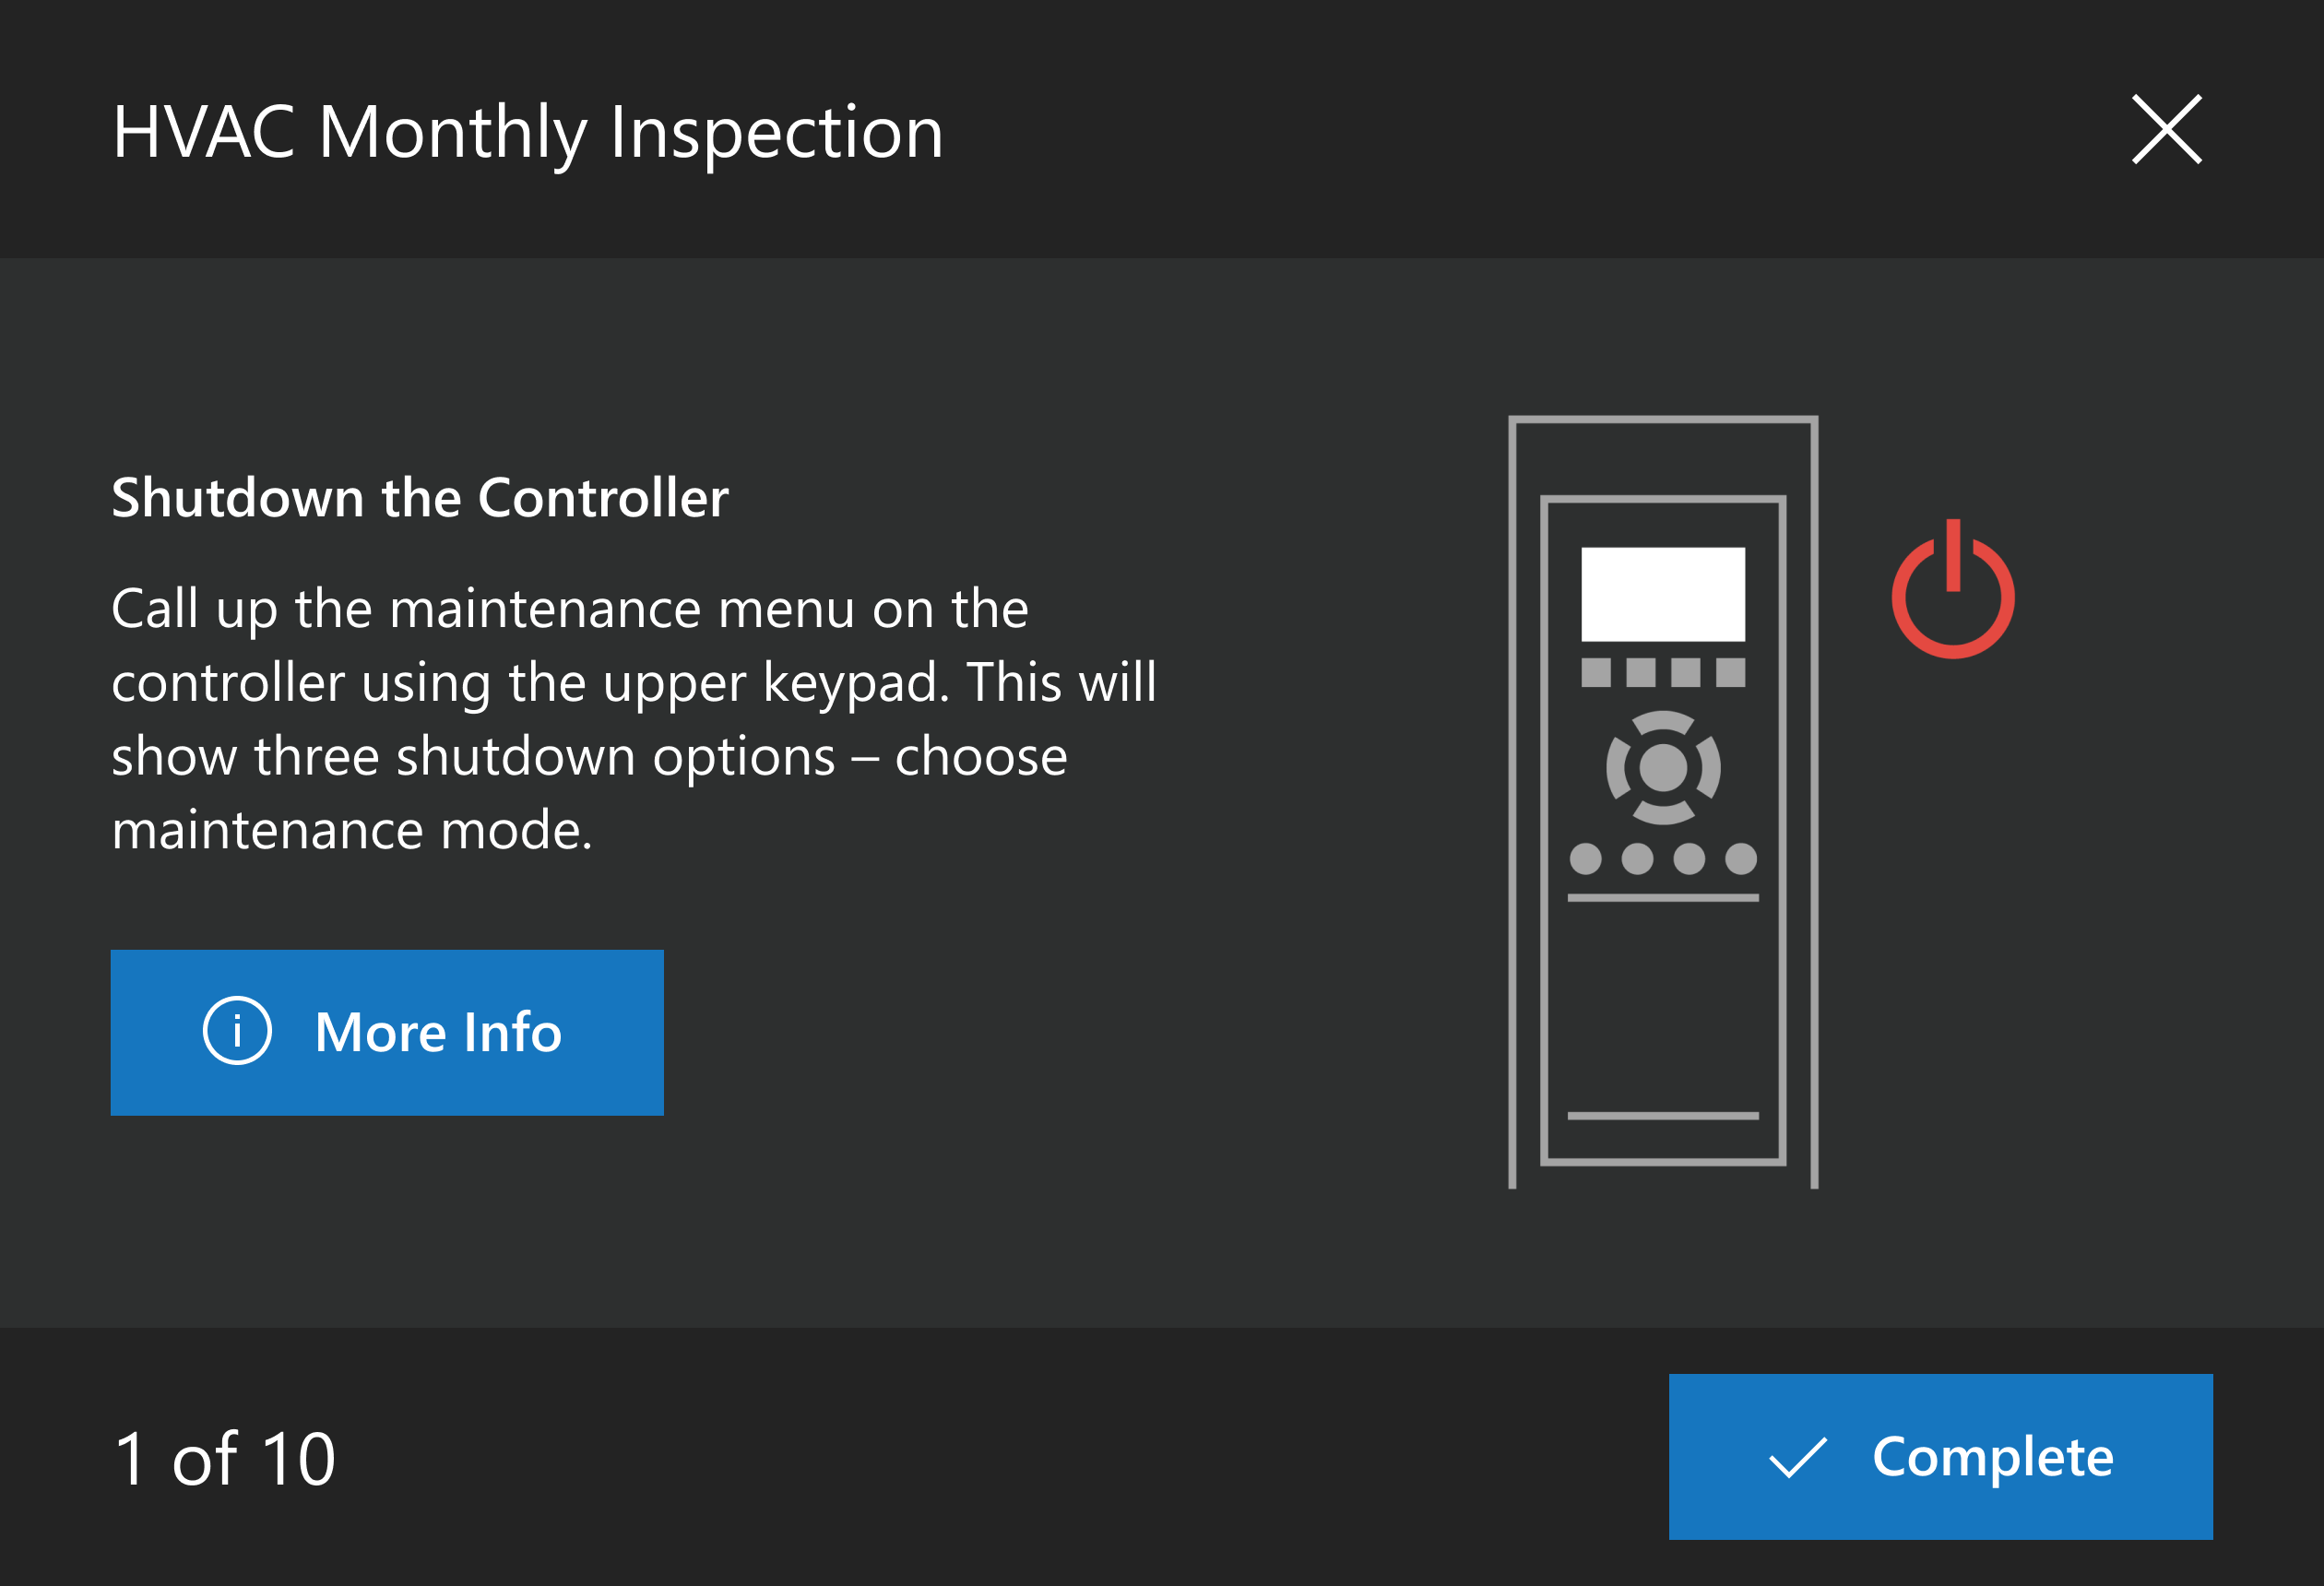 HVAC Monthly Inspection
Shutdown the Controller
Call up the maintenance menu on the
controller using the upper keypad. This will
show three shutdown options – choose
maintenance mode.
More Info
1 of 10
Complete